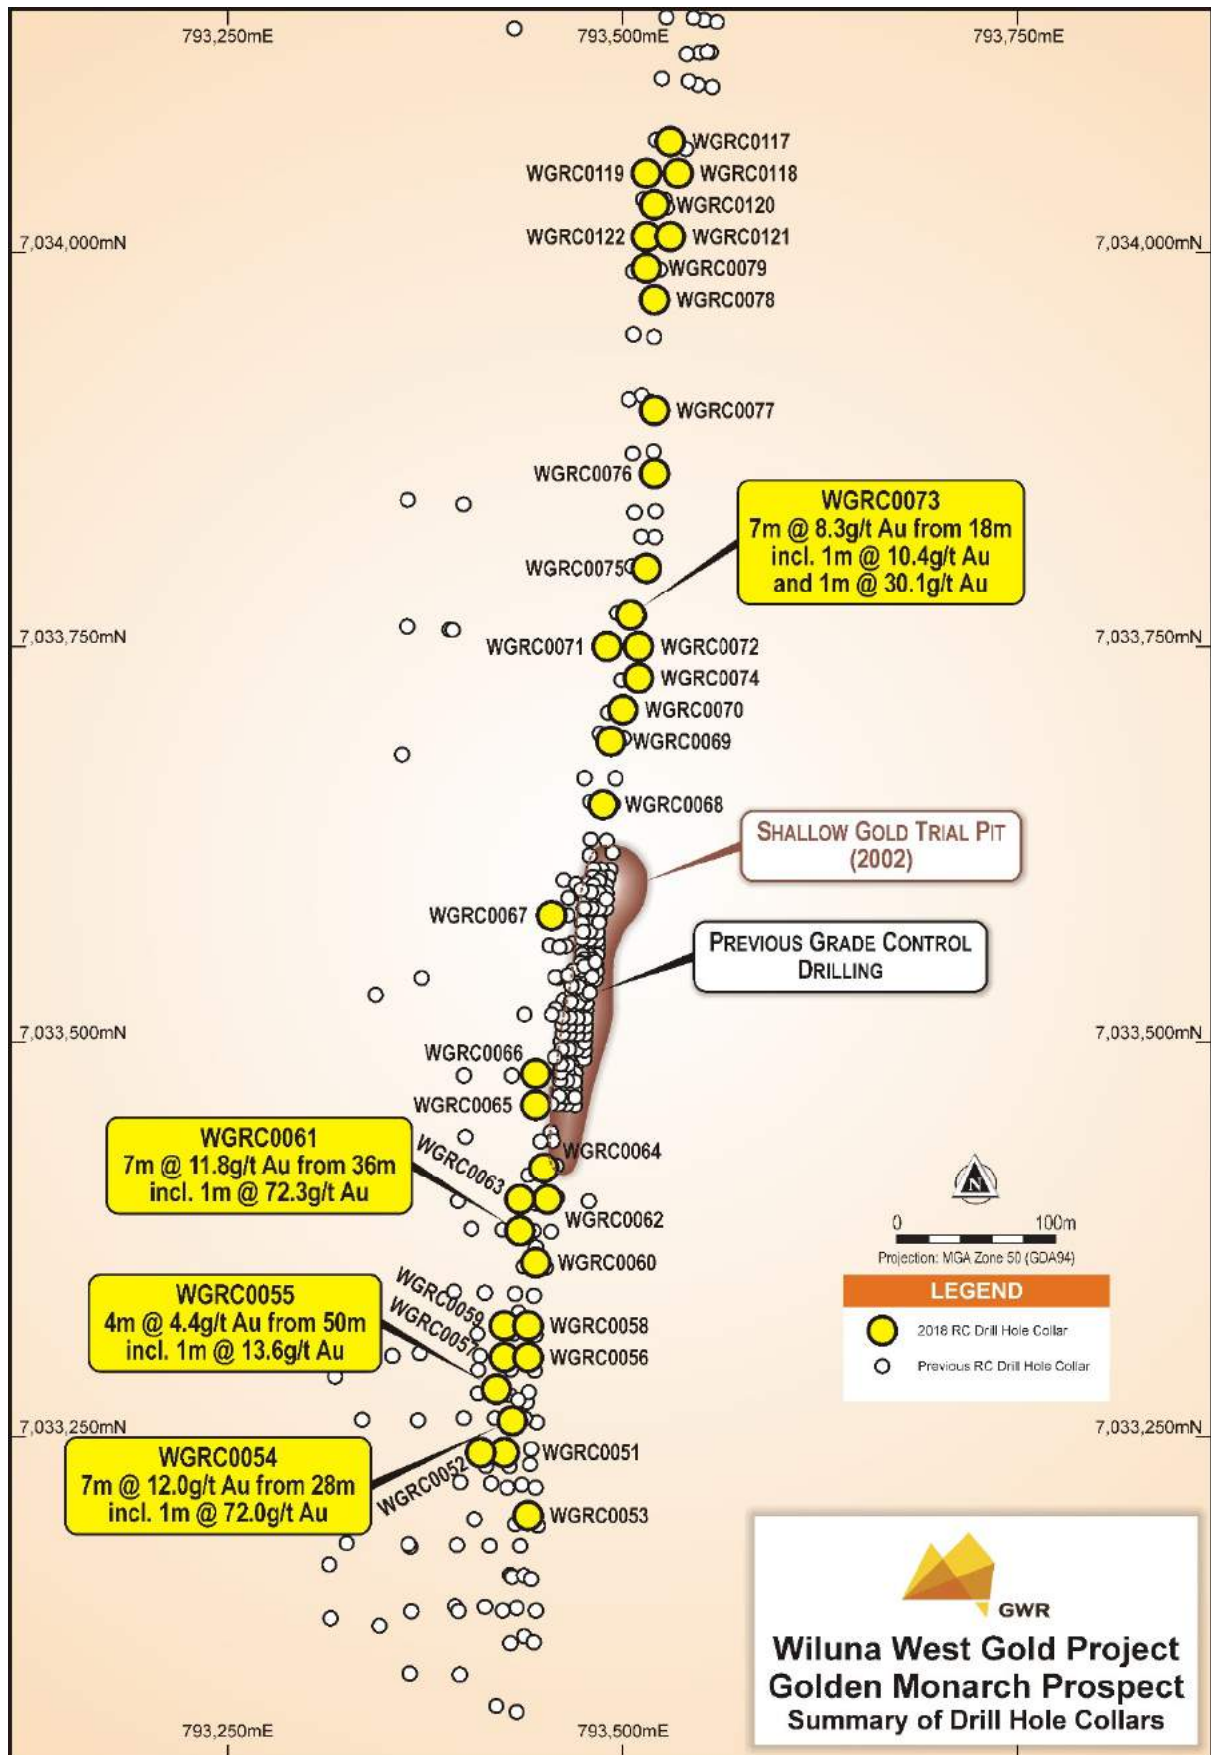 793,250mE
793,500mE
793,750mE
WGRC0117
WGRC0119
WGRC0118
WGRC0120
WGRC0122
WGRC0121
7,034,000mN
7,034,000mN
WGRC0079
WGRC0078
WGRC0077
WGRC0076
WGRC0073
7m @ 8.3g/t Au from 18m
incl. 1m @ 10.4g/t Au
and 1m @ 30.1g/t Au
WGRC0075
7,033,750mN
WGRC0071
WGRC0072
7,033,750mN
WGRC0074
WGRC0070
WGRC0069
WGRC0068
SHALLOW GOLD TRIAL PIT
(2002)
WGRC0067
PREVIOUS GRADE CONTROL
DRILLING
7,033,500mN
7,033,500mN
WGRC0066
WGRC0065
WGRC0061
7m @ 11.8g/t Au from 36m
incl. 1m @ 72.3g/t Au
WGRC0063
WGRC0064
WGRC0062
WGRC0060
N
0 100m
Projection: MGA Zone 50 (GDA94)
LEGEND
2018 RC Drill Hole Collar
Previous RC Drill Hole Collar
WGRC0055
4m @ 4.4g/t Au from 50m
incl. 1m @ 13.6g/t Au
WGRC0059
WGRC0057
WGRC0058
WGRC0056
7,033,250mN
7,033,250mN
WGRC0054
7m @ 12.0g/t Au from 28m
incl. 1m @ 72.0g/t Au
WGRC0052
WGRC0051
WGRC0053
GWR
Wiluna West Gold Project
Golden Monarch Prospect
Summary of Drill Hole Collars
793,250mE
793,500mE